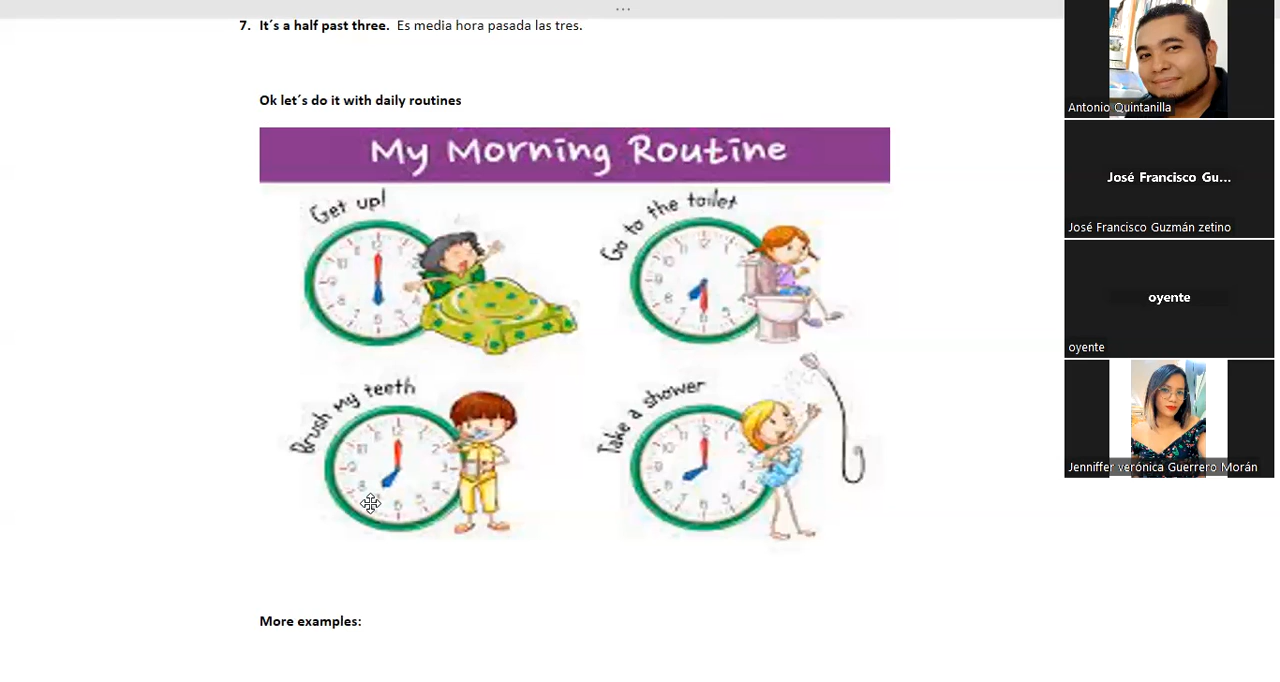 ...
7. It´s a half past three. Es media hora pasada las tres.
Ok let´s do it with daily routines
My Morning Routine
Get up!
Go to the toilet
Brush my teeth
Take a shower
More examples:
Antonio Quintanilla
José Francisco Gu...
José Francisco Guzmán zetino
oyente
oyente
Jenniffer verónica Guerrero Morán